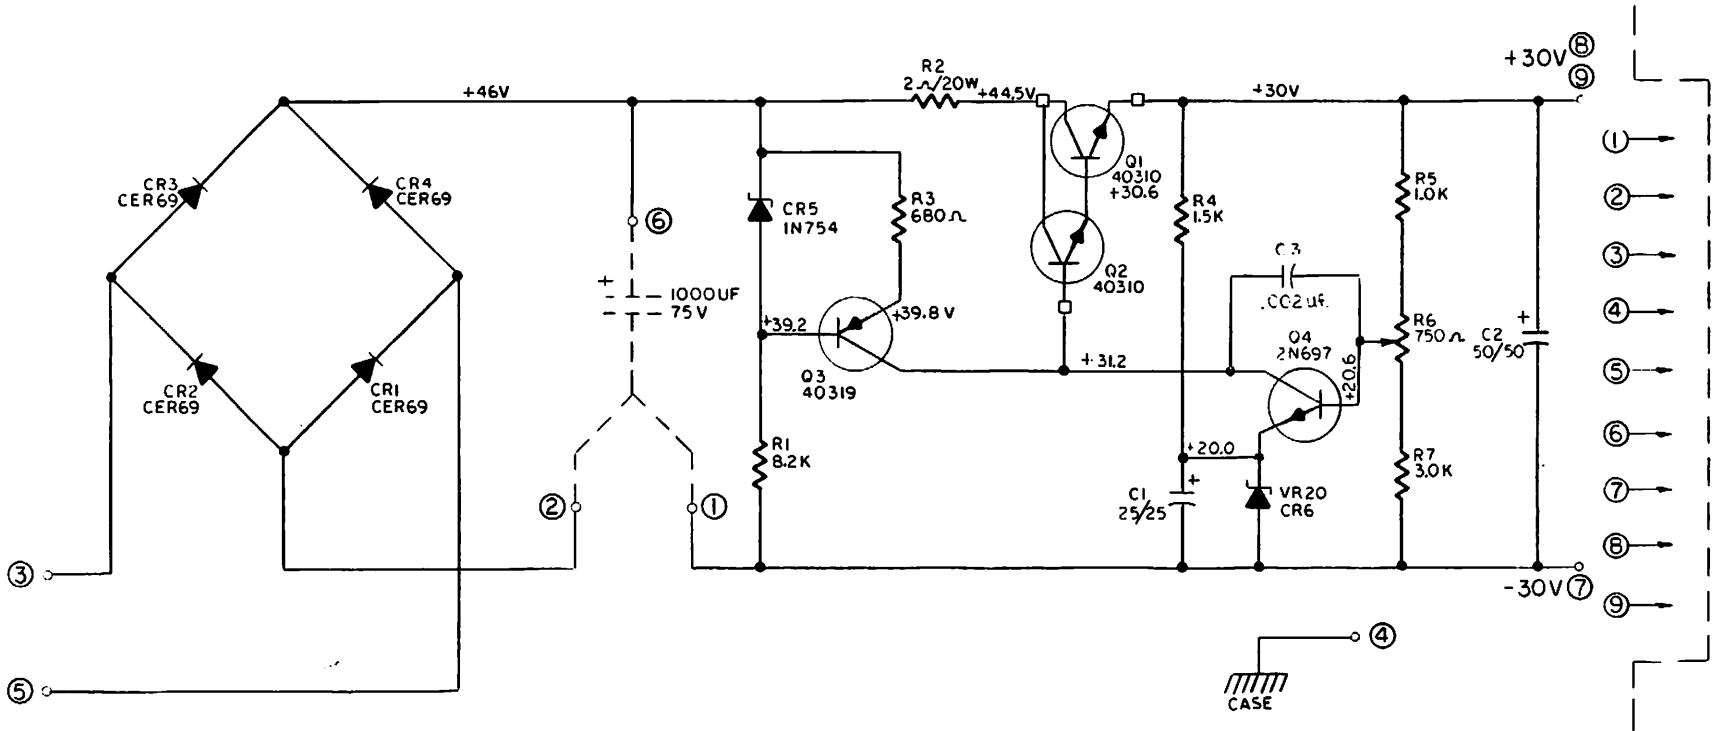 +30V ⑧
⑨
+46V
R2
2Ω/20W
+44.5V
+30V
①
②
③
④
⑤
⑥
⑦
⑧
⑨
CR3
CER69
CR4
CER69
CR2
CER69
CR1
CER69
⑥
+
1000UF
75V
②
①
③
⑤
CR5
1N754
R3
680Ω
+39.2
+39.8V
Q3
40319
R1
8.2K
Q1
40310
+30.6
Q2
40310
+31.2
R4
1.5K
C3
.002uf.
Q4
2N697
+20.6
+20.0
C1
25/25
+
VR20
CR6
R5
1.0K
R6
750Ω
R7
3.0K
+
C2
50/50
-30V ⑦
④
CASE